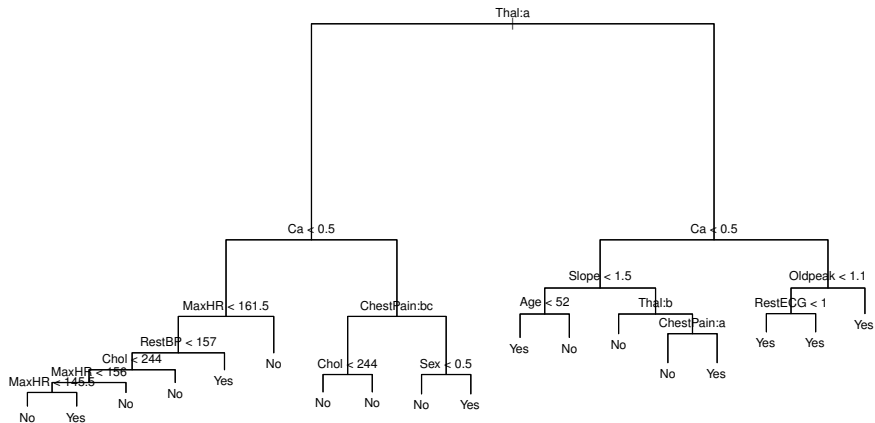 Thal:a
Ca < 0.5
Ca < 0.5
Slope < 1.5
Oldpeak < 1.1
MaxHR < 161.5
ChestPain:bc
Age < 52
Thal:b
RestECG < 1
ChestPain:a
RestBP < 157
Chol < 244
MaxHR < 156
MaxHR < 145.5
Chol < 244
Sex < 0.5
No
Yes
No
No
Yes
No
No
No
No
Yes
Yes
No
No
No
Yes
Yes
Yes
Yes